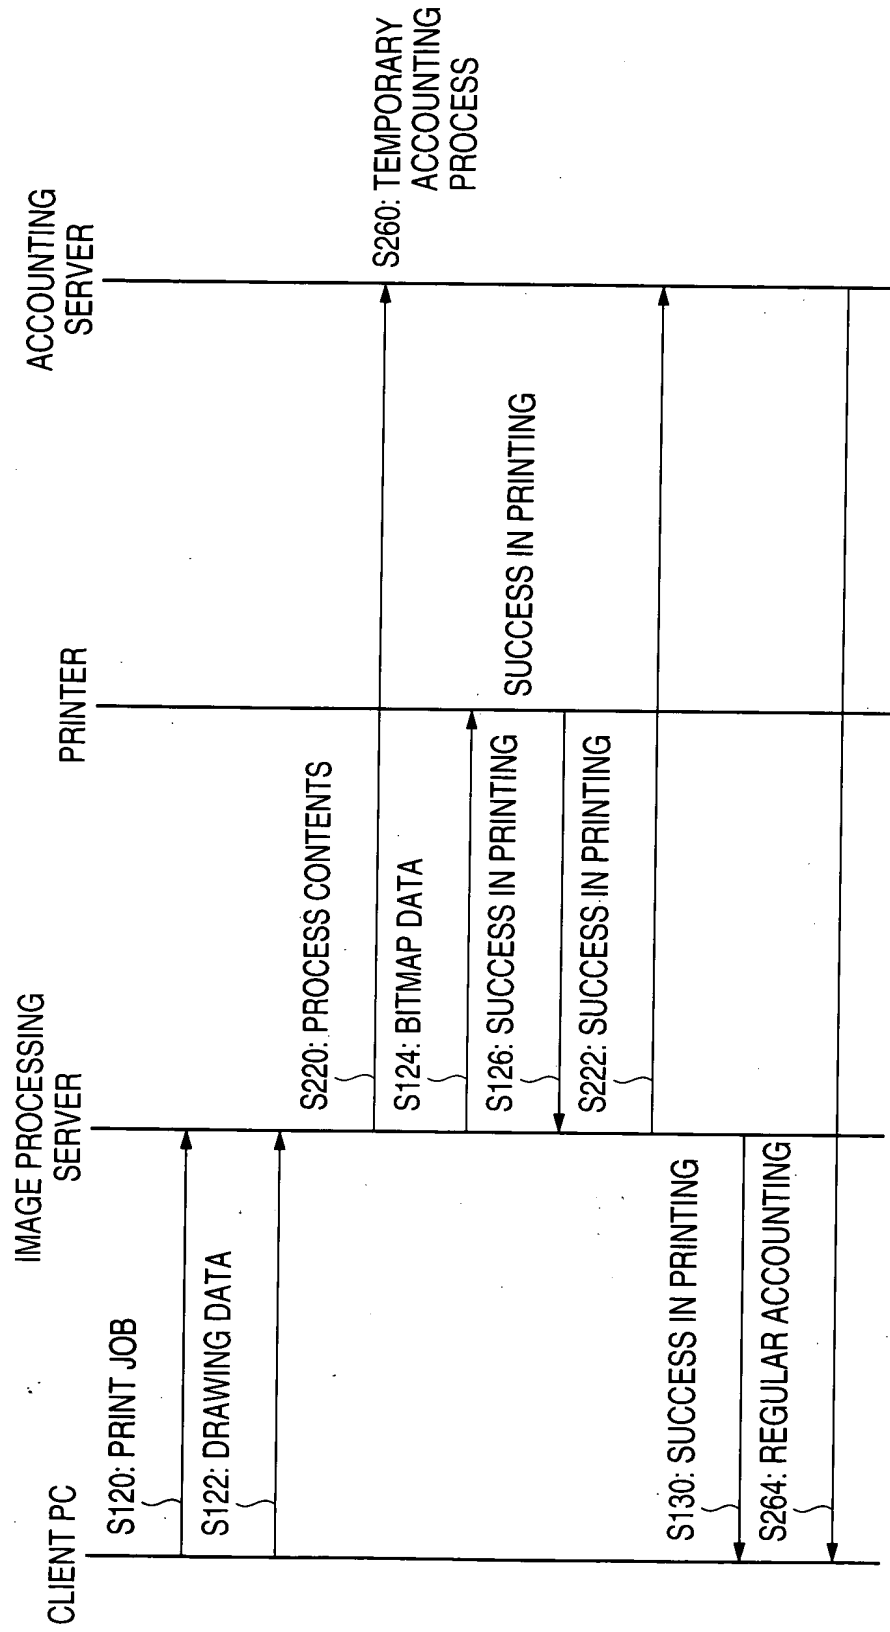 CLIENT PC
IMAGE PROCESSING
SERVER
PRINTER
ACCOUNTING
SERVER
S120: PRINT JOB
S122: DRAWING DATA
S220: PROCESS CONTENTS
S260: TEMPORARY
ACCOUNTING
PROCESS
S124: BITMAP DATA
SUCCESS IN PRINTING
S126: SUCCESS IN PRINTING
S222: SUCCESS IN PRINTING
S130: SUCCESS IN PRINTING
S264: REGULAR ACCOUNTING